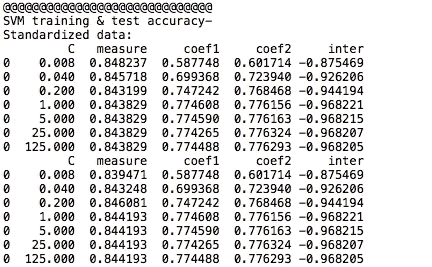 @@@@@@@@@@@@@@@@@@@@@@@@@@@@@@
SVM training & test accuracy-
Standardized data:
C measure coef1 coef2 inter
0 0.008 0.848237 0.587748 0.601714 -0.875469
0 0.040 0.845718 0.699368 0.723940 -0.926206
0 0.200 0.843199 0.747242 0.768468 -0.944194
0 1.000 0.843829 0.774608 0.776156 -0.968221
0 5.000 0.843829 0.774590 0.776163 -0.968215
0 25.000 0.843829 0.774265 0.776324 -0.968207
0 125.000 0.843829 0.774488 0.776293 -0.968205
C measure coef1 coef2 inter
0 0.008 0.839471 0.587748 0.601714 -0.875469
0 0.040 0.843248 0.699368 0.723940 -0.926206
0 0.200 0.846081 0.747242 0.768468 -0.944194
0 1.000 0.844193 0.774608 0.776156 -0.968221
0 5.000 0.844193 0.774590 0.776163 -0.968215
0 25.000 0.844193 0.774265 0.776324 -0.968207
0 125.000 0.844193 0.774488 0.776293 -0.968205